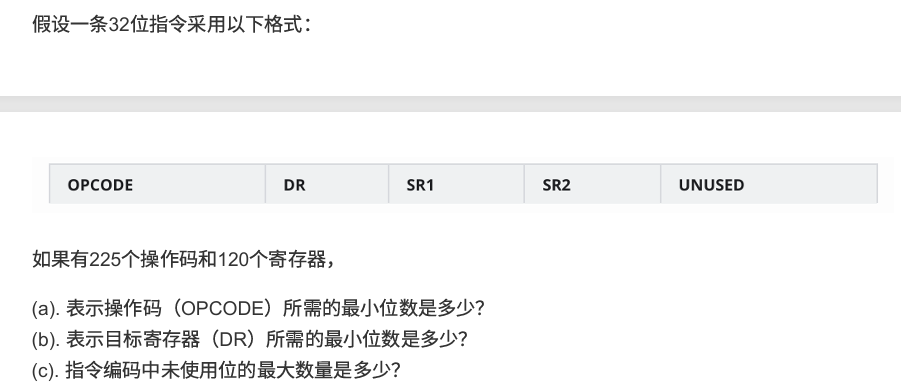 假设一条32位指令采用以下格式：
OPCODE DR SR1 SR2 UNUSED
如果有225个操作码和120个寄存器，
(a). 表示操作码（OPCODE）所需的最小位数是多少？
(b). 表示目标寄存器（DR）所需的最小位数是多少？
(c). 指令编码中未使用位的最大数量是多少？